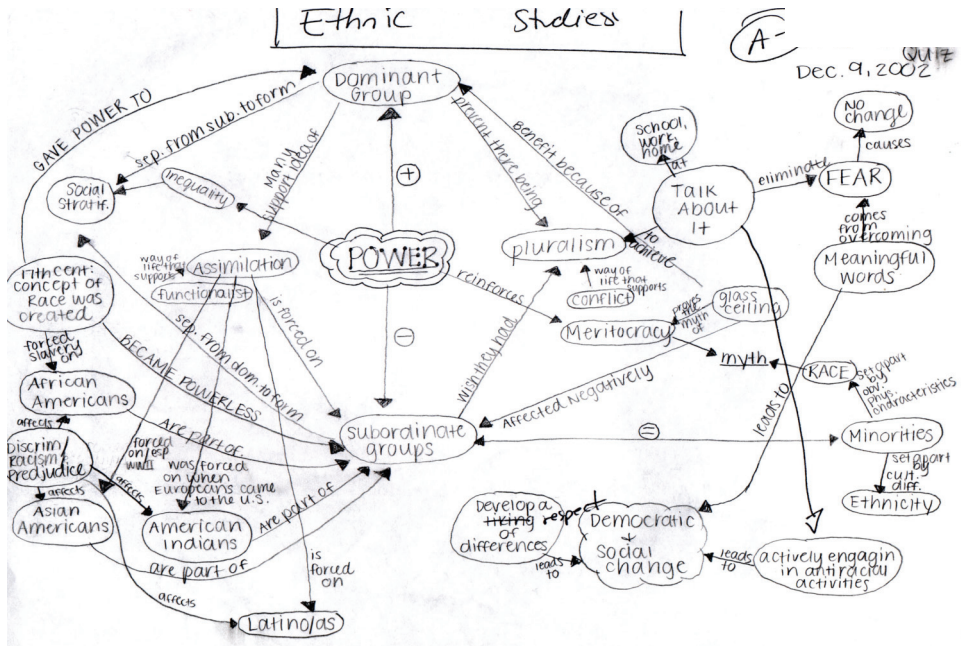 Ethnic Studies
A-
QUIZ
Dec. 9, 2002
Dominant
Group
GAVE POWER TO
sep. from sub. to form
Many
support idea of
prevent there being
Benefit because of
School,
work,
home
at
NO
change
causes
eliminate
FEAR
Talk
About
It
comes
from
overcoming
Meaningful
words
Social
Stratif.
Inequality
+
POWER
pluralism
to
achieve
way of
life that
supports
Assimilation
functionalist
way of
life that
supports
conflict
reinforces
Meritocracy
proves
the
myth
of
glass
ceiling
myth
RACE
set apart
by
obv.
phys.
characteristics
17th cent:
concept of
Race was
created
forced
slavery
on
sep. from dom. to form
is forced on
−
wish they had
BECAME POWERLESS
African
Americans
Are part of
Subordinate
groups
Affected Negatively
=
leads to
Minorities
set apart
by
cult.
diff.
Ethnicity
affects
Discrim/
racism/
Predjudice
affects
affects
forced
on/esp
WWII
was forced
on when
Europeans came
to the U.S.
Asian
Americans
American
Indians
Are part of
are part of
is
forced
on
affects
Latino/as
Develop a
liking respect
of
differences
leads
to
Democratic
+
Social
change
leads
to
actively engagin
in antiracial
activities